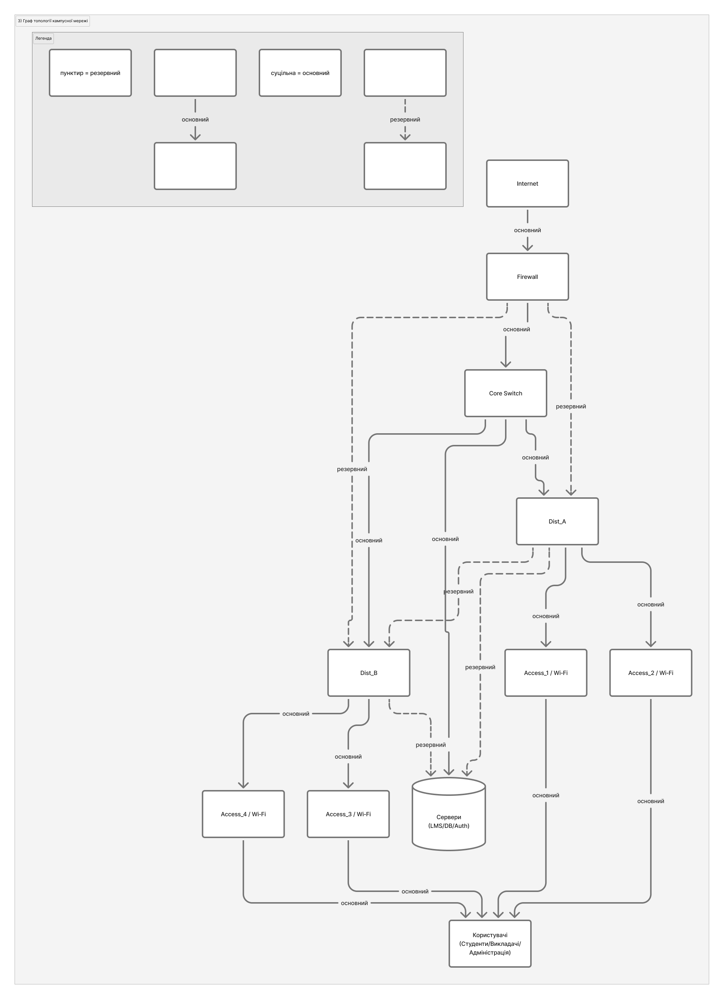 3) Граф топології кампусної мережі
Легенда
пунктир = резервний
суцільна = основний
основний
резервний
Internet
основний
Firewall
основний
Core Switch
резервний
основний
резервний
Dist_A
основний
основний
резервний
основний
основний
резервний
Dist_B
Access_1 / Wi-Fi
Access_2 / Wi-Fi
основний
резервний
основний
основний
основний
Access_4 / Wi-Fi
Access_3 / Wi-Fi
Сервери
(LMS/DB/Auth)
основний
основний
Користувачі
(Студенти/Викладачі/
Адміністрація)